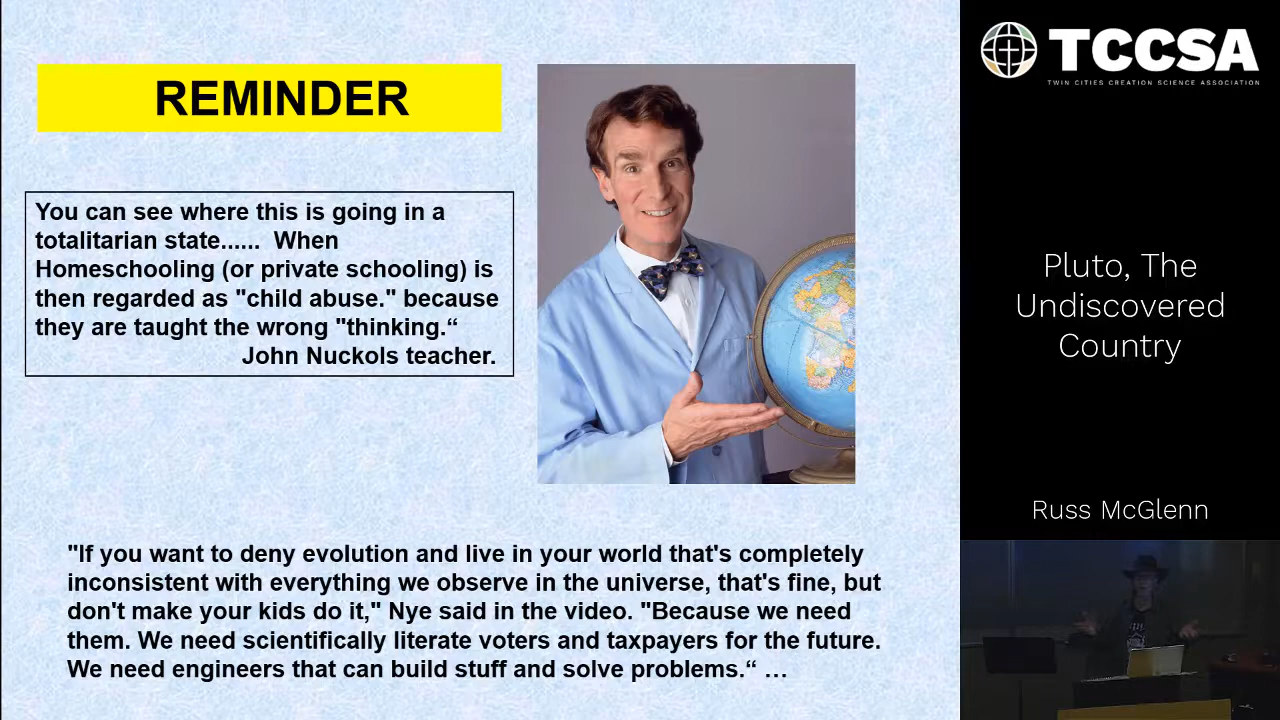 REMINDER
You can see where this is going in a
totalitarian state...... When
Homeschooling (or private schooling) is
then regarded as "child abuse." because
they are taught the wrong "thinking.“
John Nuckols teacher.
"If you want to deny evolution and live in your world that's completely
inconsistent with everything we observe in the universe, that's fine, but
don't make your kids do it," Nye said in the video. "Because we need
them. We need scientifically literate voters and taxpayers for the future.
We need engineers that can build stuff and solve problems.“ …
TCCSA
TWIN CITIES CREATION SCIENCE ASSOCIATION
Pluto, The
Undiscovered
Country
Russ McGlenn